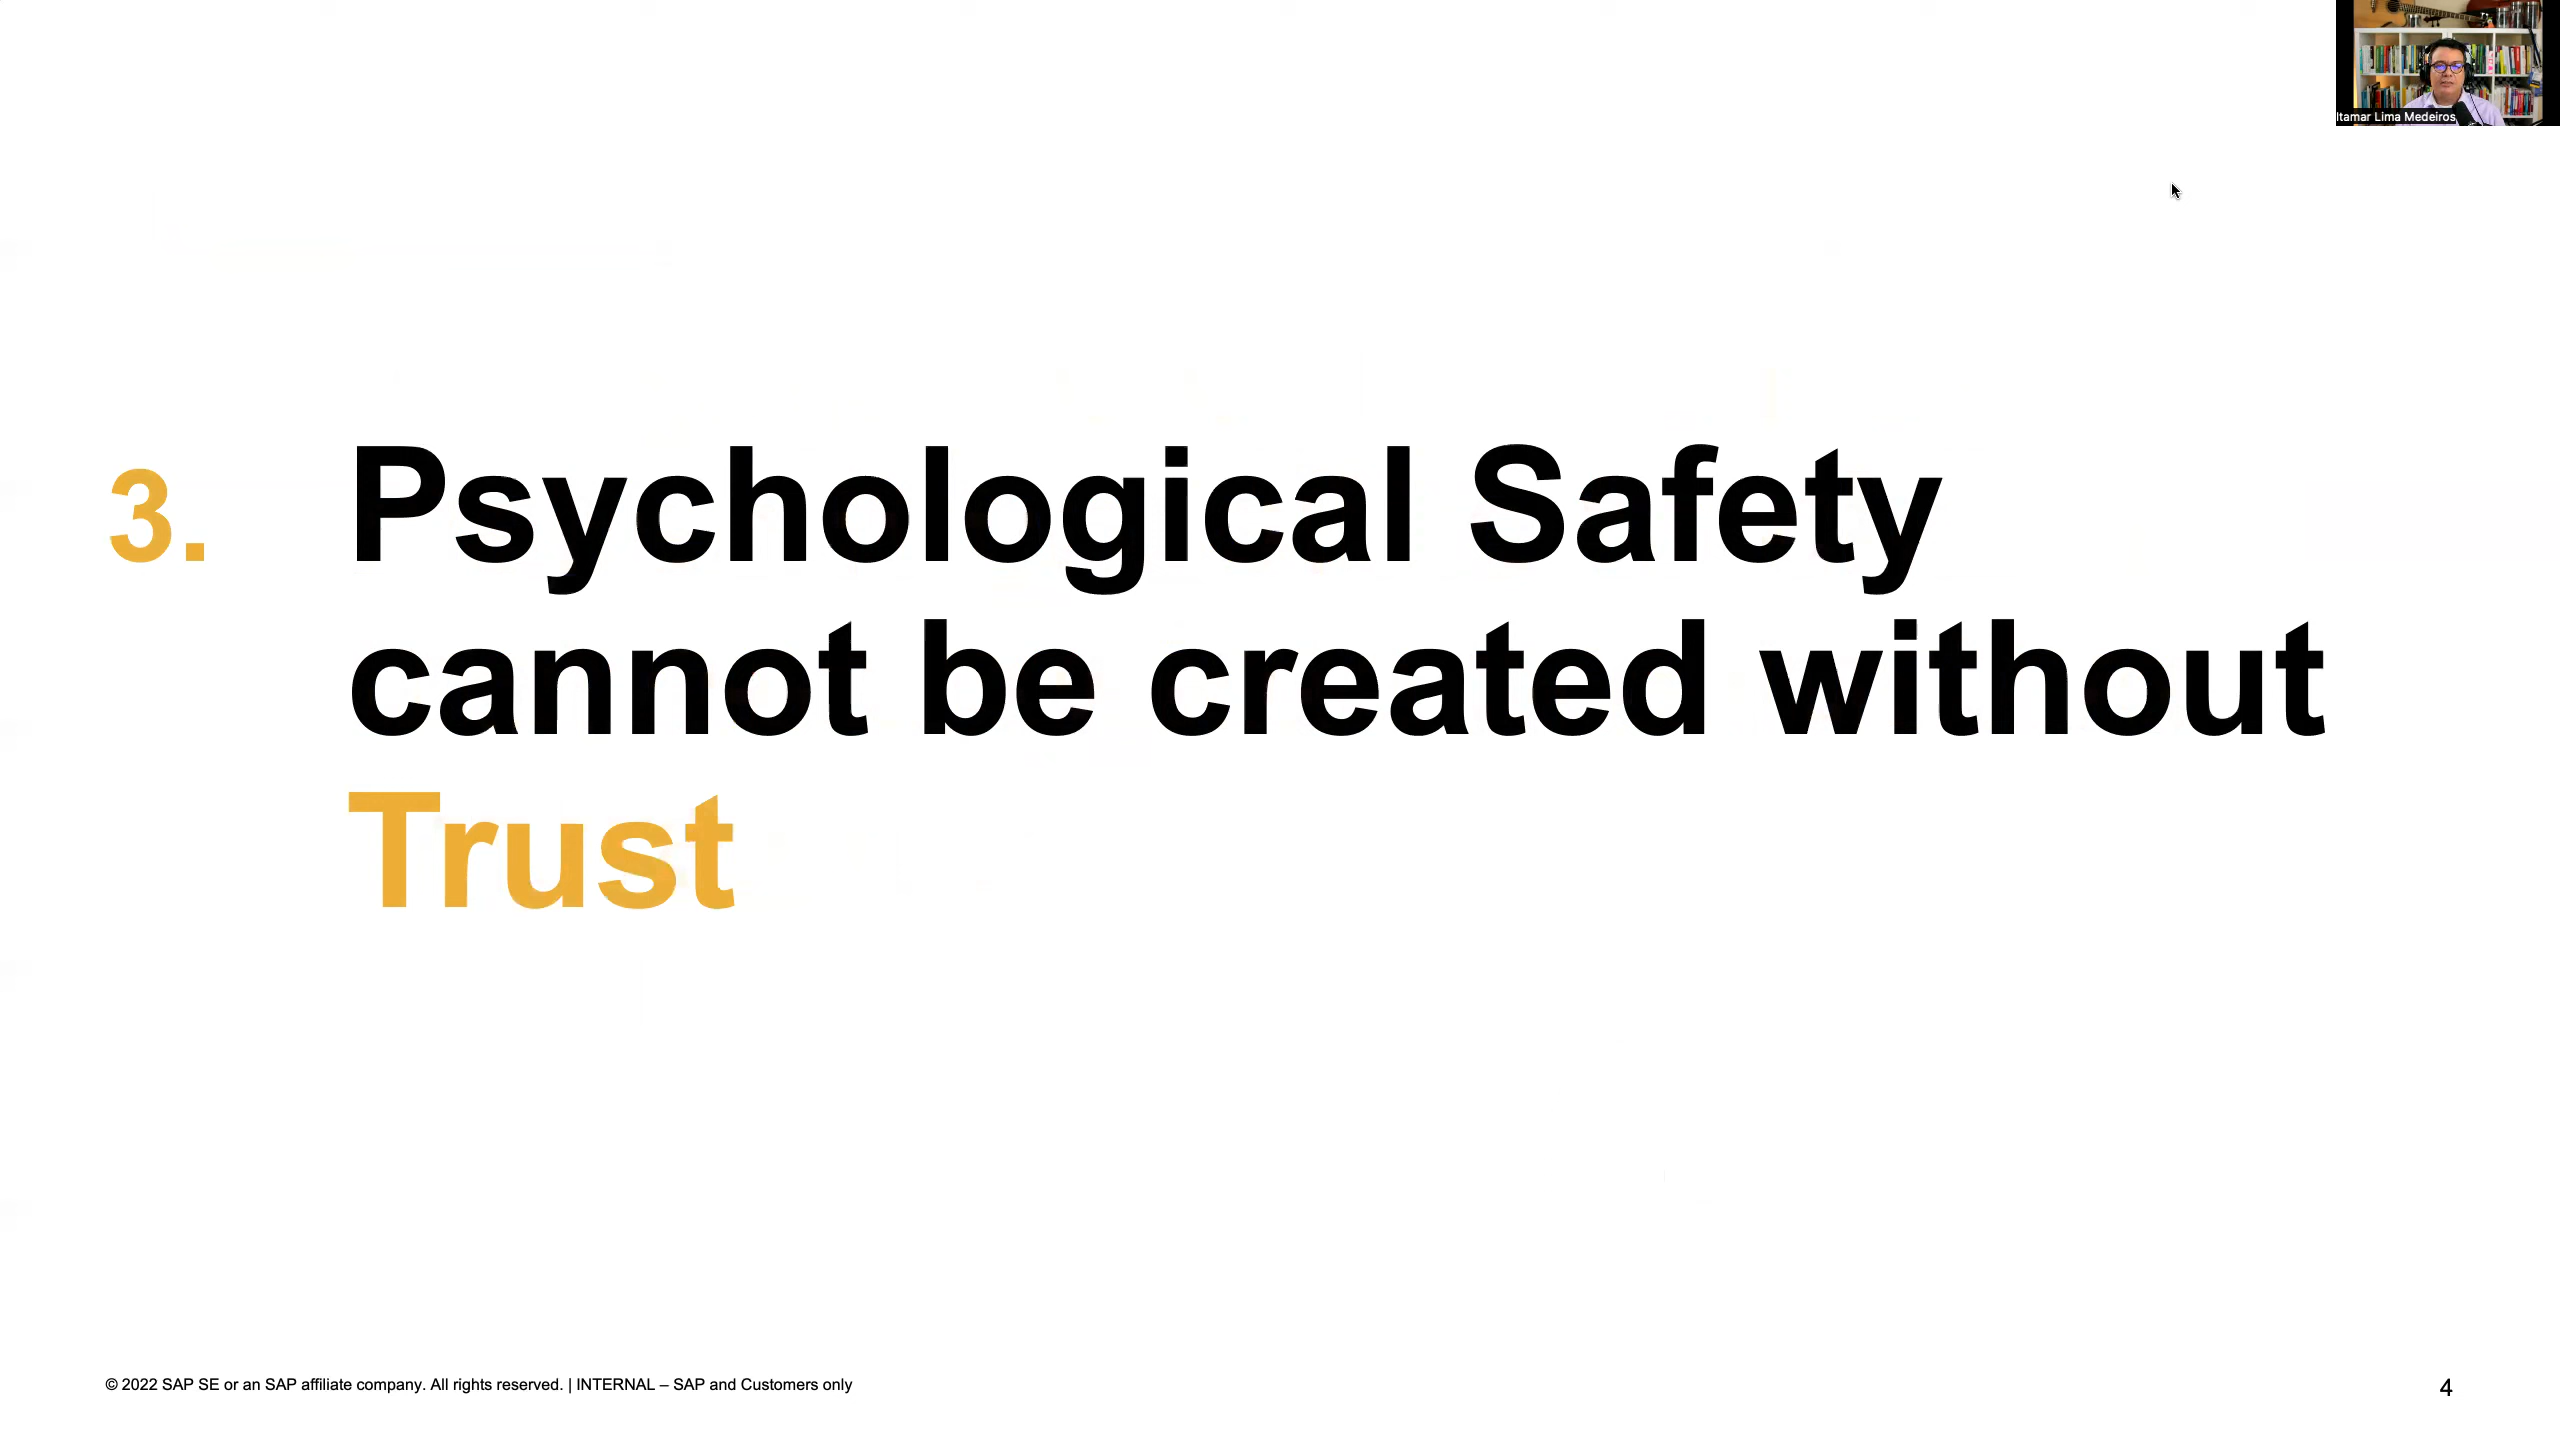 Itamar Lima Medeiros
3. Psychological Safety
cannot be created without
Trust
© 2022 SAP SE or an SAP affiliate company. All rights reserved. | INTERNAL – SAP and Customers only
4